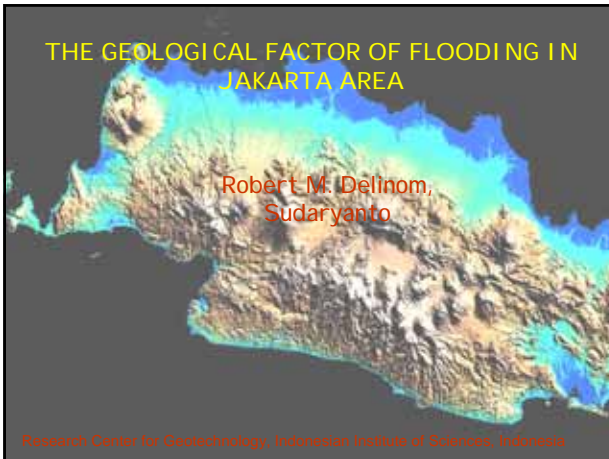 THE GEOLOGICAL FACTOR OF FLOODING IN
JAKARTA AREA
Robert M. Delinom,
Sudaryanto
Research Center for Geotechnology, Indonesian Institute of Sciences, Indonesia